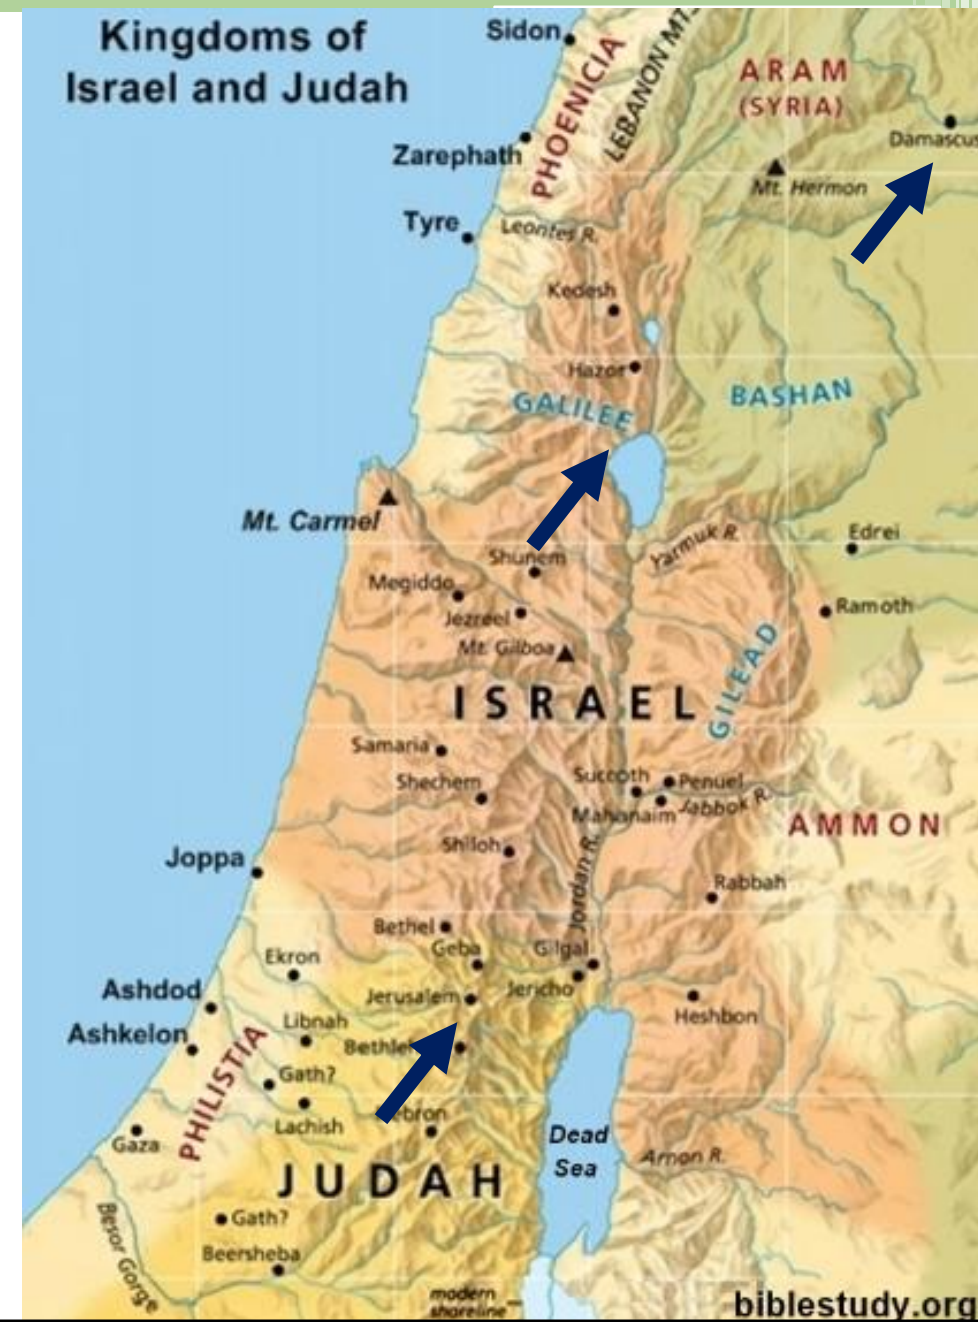 Kingdoms of
Israel and Judah
Sidon
PHOENICIA
LEBANON MTS
ARAM
(SYRIA)
Damascus
Zarephath
Mt. Hermon
Tyre
Leontes R.
Kedesh
Hazor
GALILEE
BASHAN
Mt. Carmel
Yarmuk R.
Edrei
Shunem
Megiddo
Jezreel
Ramoth
Mt. Gilboa
GILEAD
ISRAEL
Samaria
Shechem
Succoth
Penuel
Mahanaim
Jabbok R.
AMMON
Shiloh
Jordan R.
Joppa
Rabbah
Bethel
Geba
Gilgal
Ekron
Jericho
Ashdod
Jerusalem
Heshbon
Libnah
Ashkelon
PHILISTIA
Gath?
Lachish
Gaza
Dead
Sea
Arnon R.
JUDAH
Besor Gorge
Gath?
Beersheba
modern
shoreline
biblestudy.org